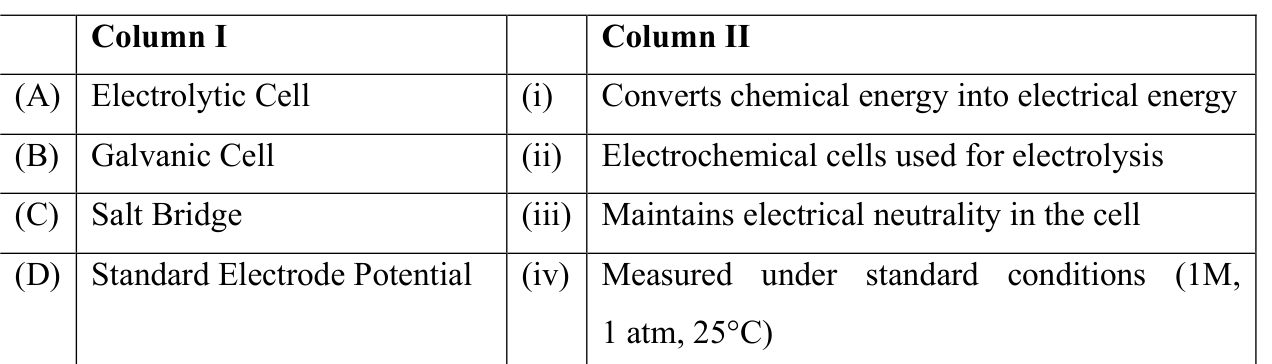 Column I Column II
(A) Electrolytic Cell (i) Converts chemical energy into electrical energy
(B) Galvanic Cell (ii) Electrochemical cells used for electrolysis
(C) Salt Bridge (iii) Maintains electrical neutrality in the cell
(D) Standard Electrode Potential (iv) Measured under standard conditions (1M,
1 atm, 25°C)